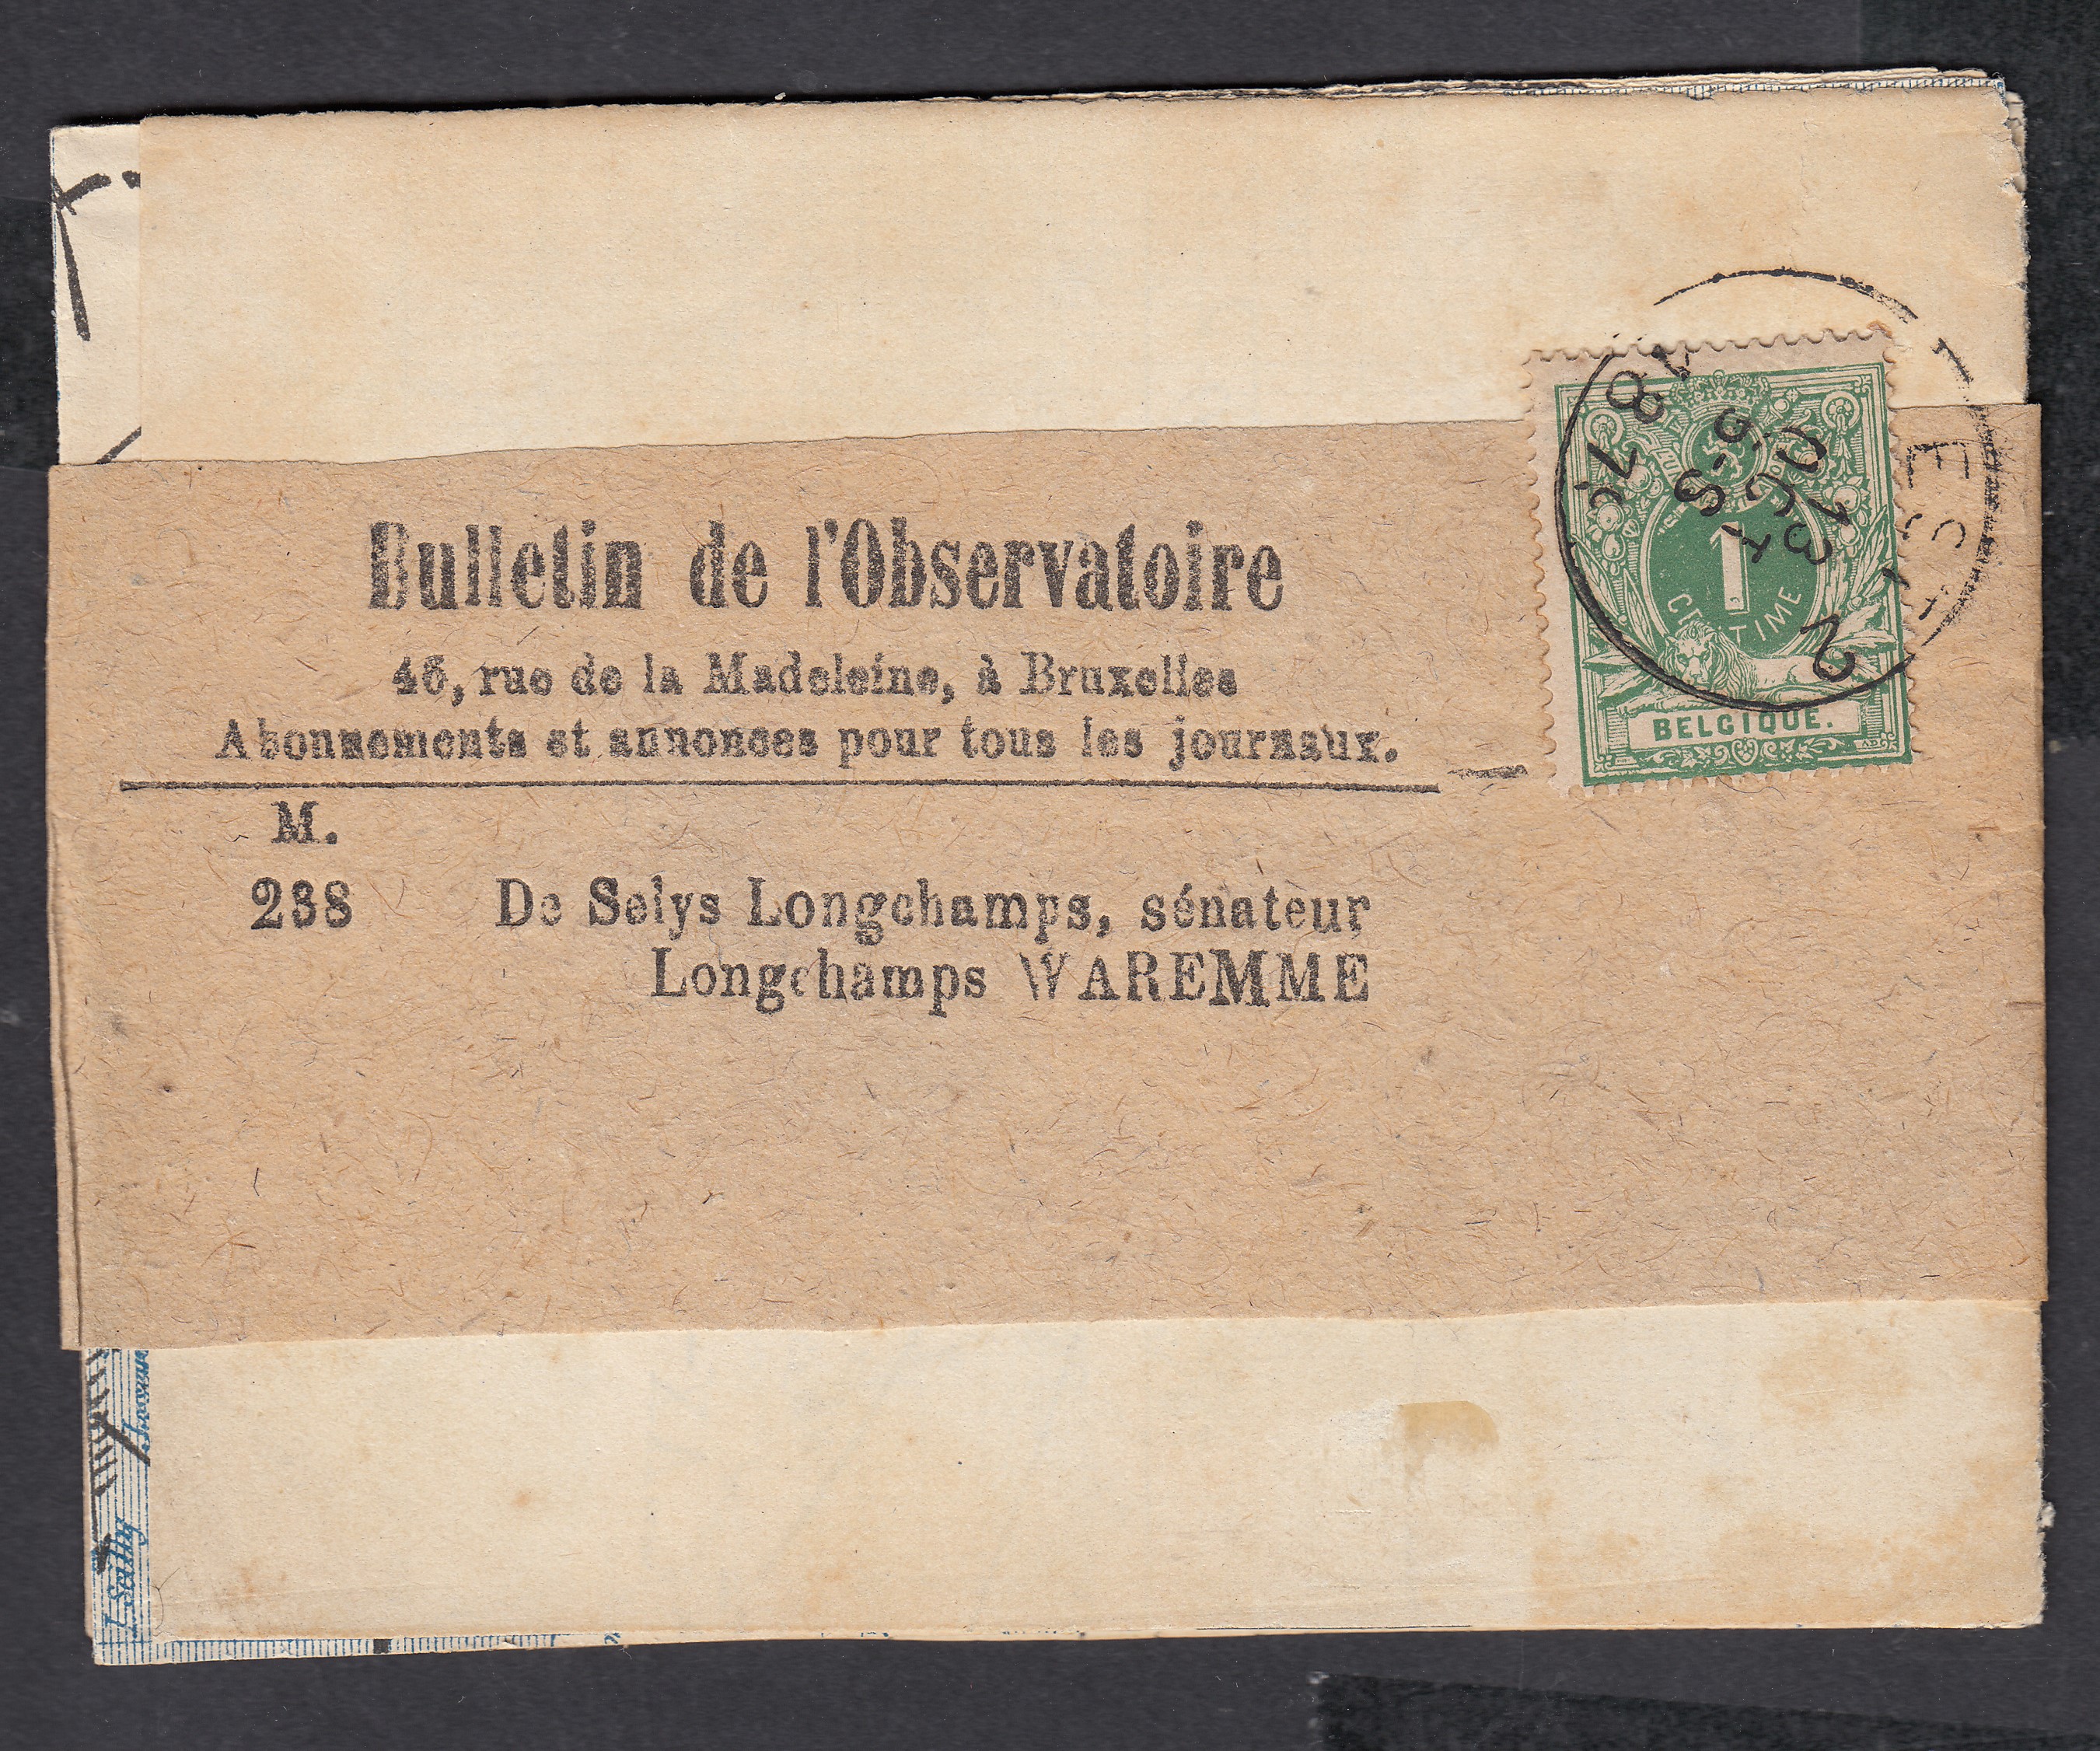 Bulletin de l'Observatoire
46, rue de la Madeleine, à Bruxelles
Abonnements et annonces pour tous les journaux.
M.
238 De Selys Longchamps, sénateur
Longchamps WAREMME
1
CENTIME
BELGIQUE.